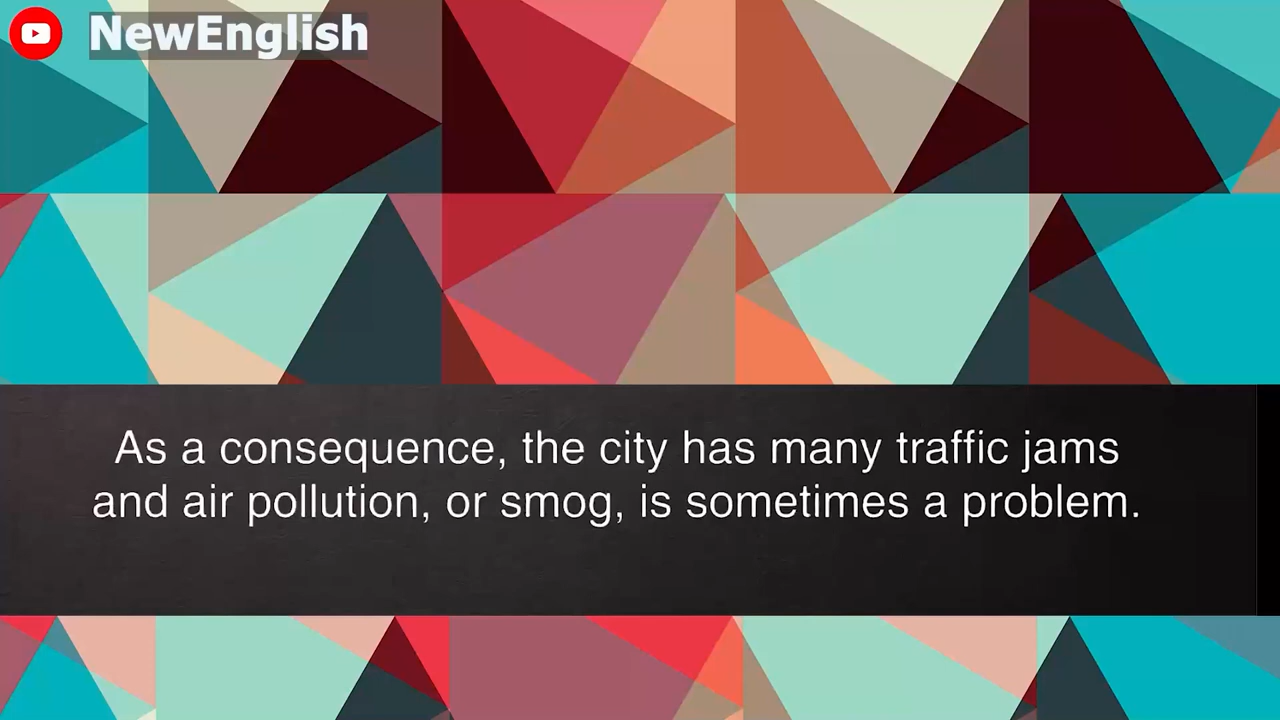 NewEnglish
As a consequence, the city has many traffic jams
and air pollution, or smog, is sometimes a problem.